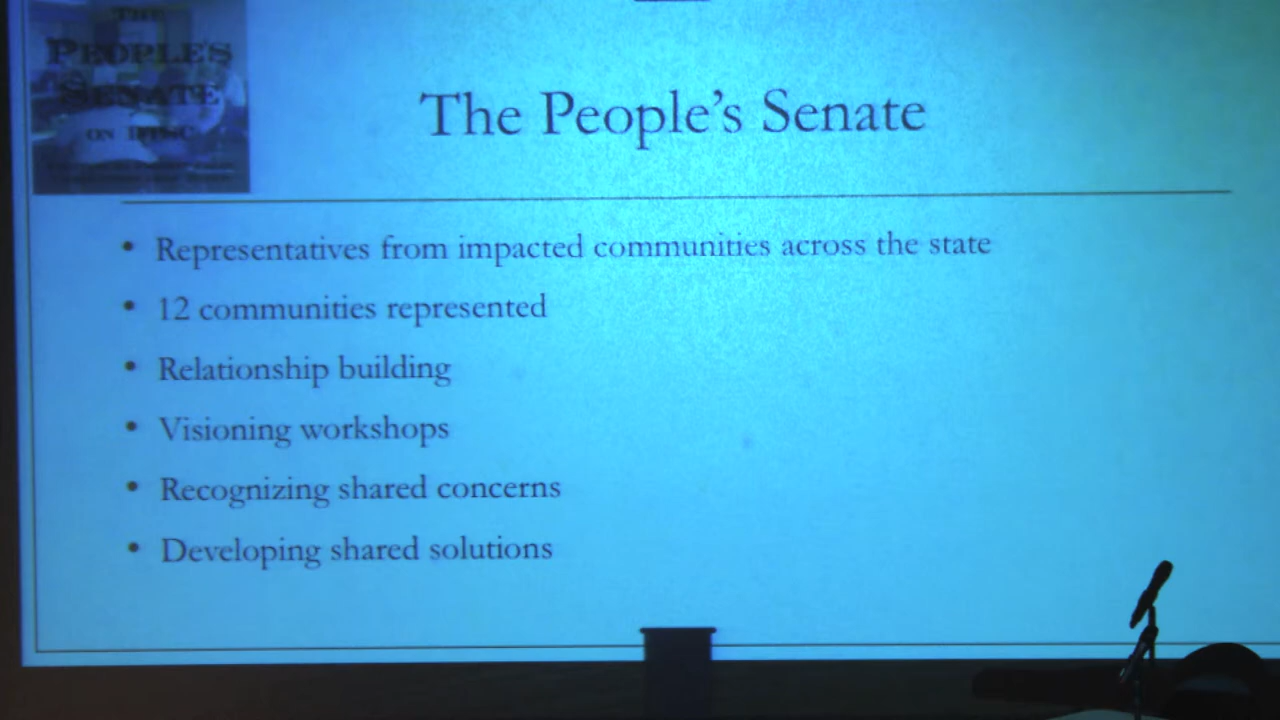 THE
PEOPLE'S
SENATE
ON
The People's Senate
• Representatives from impacted communities across the state
• 12 communities represented
• Relationship building
• Visioning workshops
• Recognizing shared concerns
• Developing shared solutions